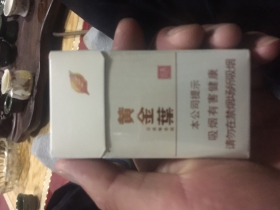 黄金葉
本公司提示
吸烟有害健康
请勿在禁烟场所吸烟